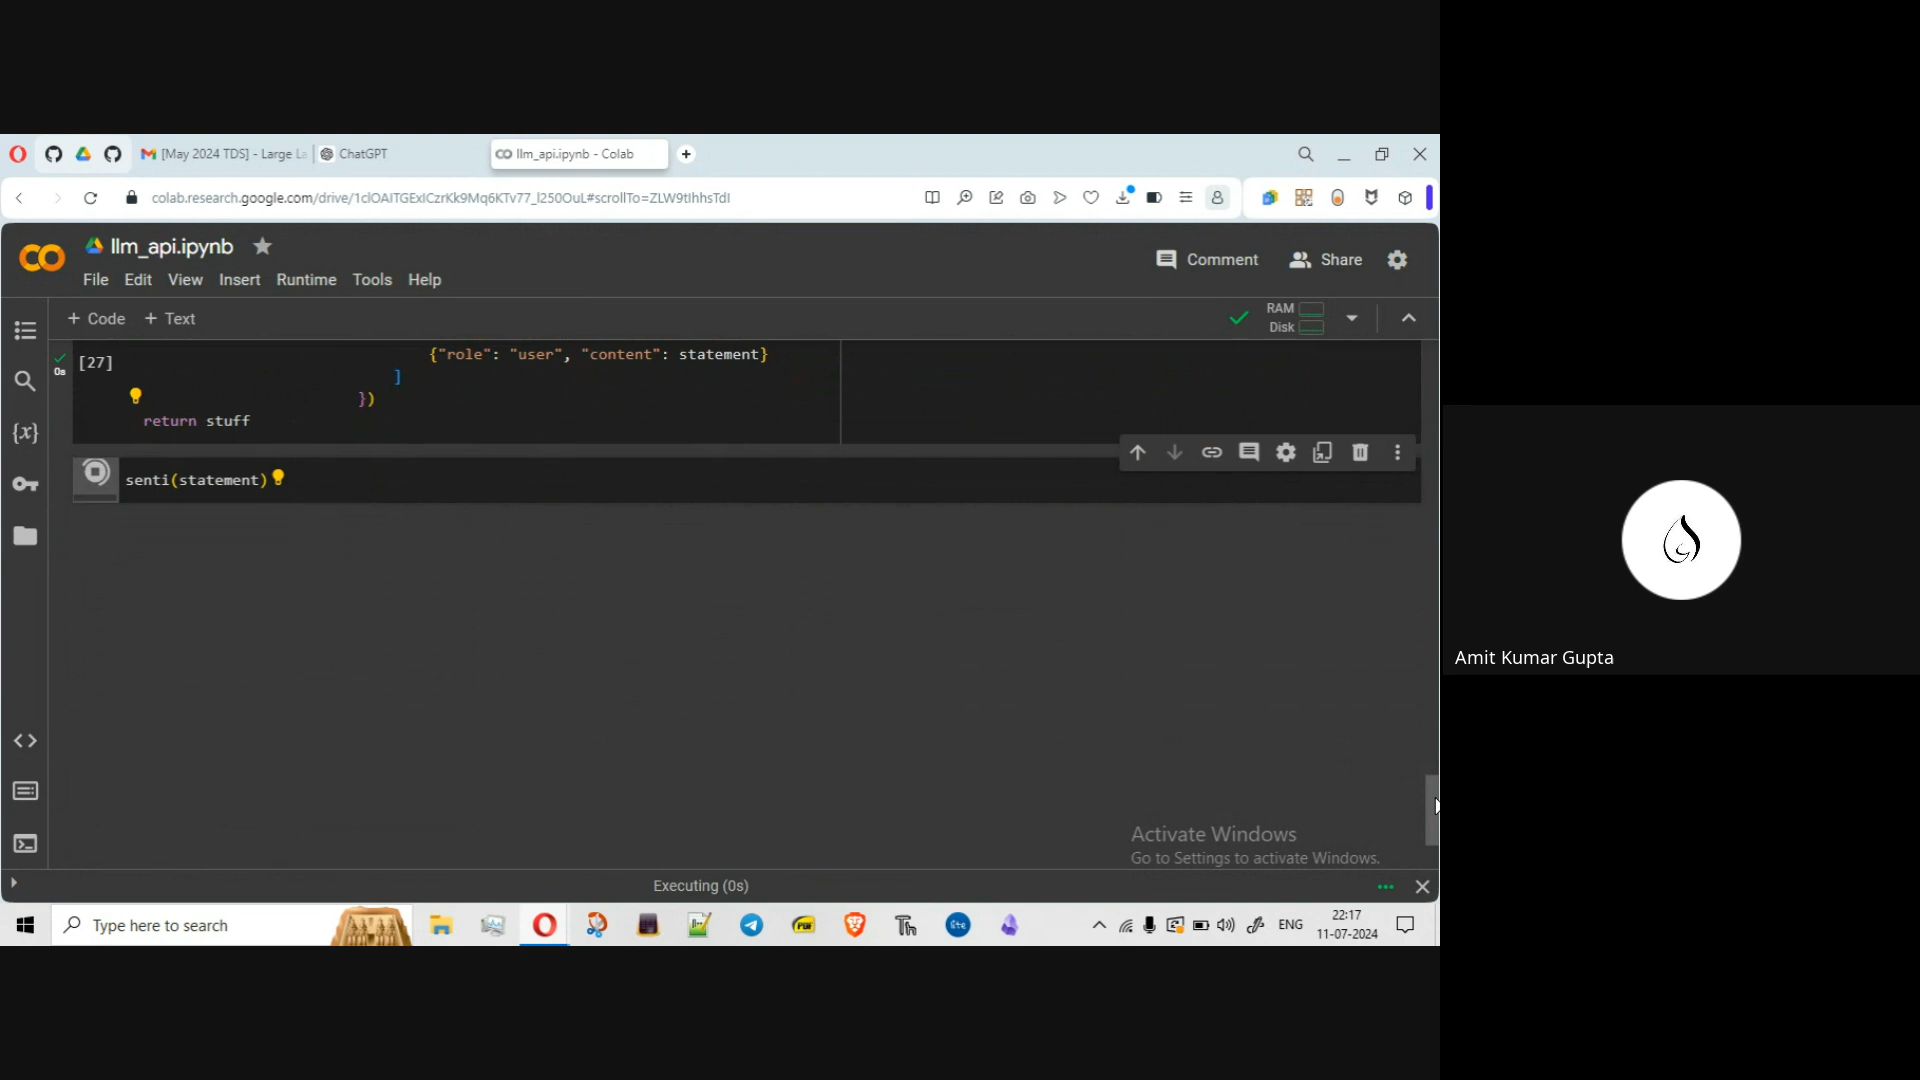 [May 2024 TDS] - Large La
ChatGPT
llm_api.ipynb - Colab
colab.research.google.com/drive/1clOAITGExICzrKk9Mq6KTv77_l250OuL#scrollTo=ZLW9tIhhsTdI
llm_api.ipynb
File Edit View Insert Runtime Tools Help
Comment
Share
+ Code + Text
RAM
Disk
[27]
0s
{"role": "user", "content": statement}
]
})
return stuff
senti(statement)
Activate Windows
Go to Settings to activate Windows.
Executing (0s)
Type here to search
ENG
22:17
11-07-2024
Amit Kumar Gupta